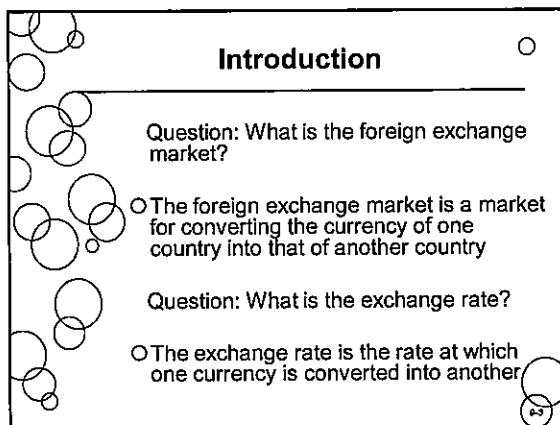 Introduction
Question: What is the foreign exchange
market?
The foreign exchange market is a market
for converting the currency of one
country into that of another country
Question: What is the exchange rate?
The exchange rate is the rate at which
one currency is converted into another